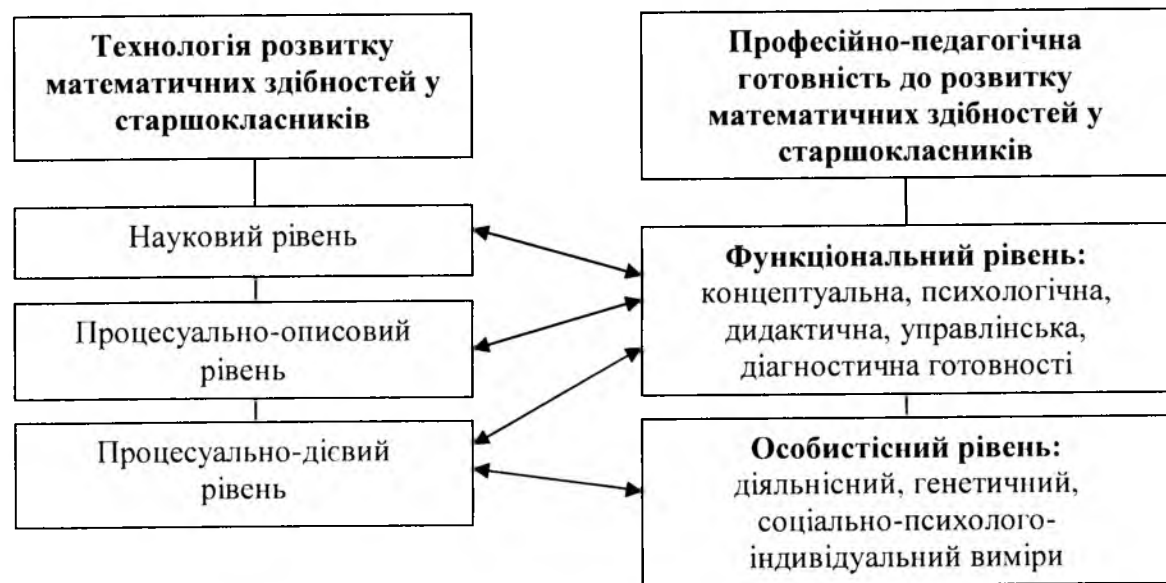 Технологія розвитку
математичних здібностей у
старшокласників
Науковий рівень
Процесуально-описовий
рівень
Процесуально-дієвий
рівень
Професійно-педагогічна
готовність до розвитку
математичних здібностей у
старшокласників
Функціональний рівень:
концептуальна, психологічна,
дидактична, управлінська,
діагностична готовності
Особистісний рівень:
діяльнісний, генетичний,
соціально-психолого-
індивідуальний виміри